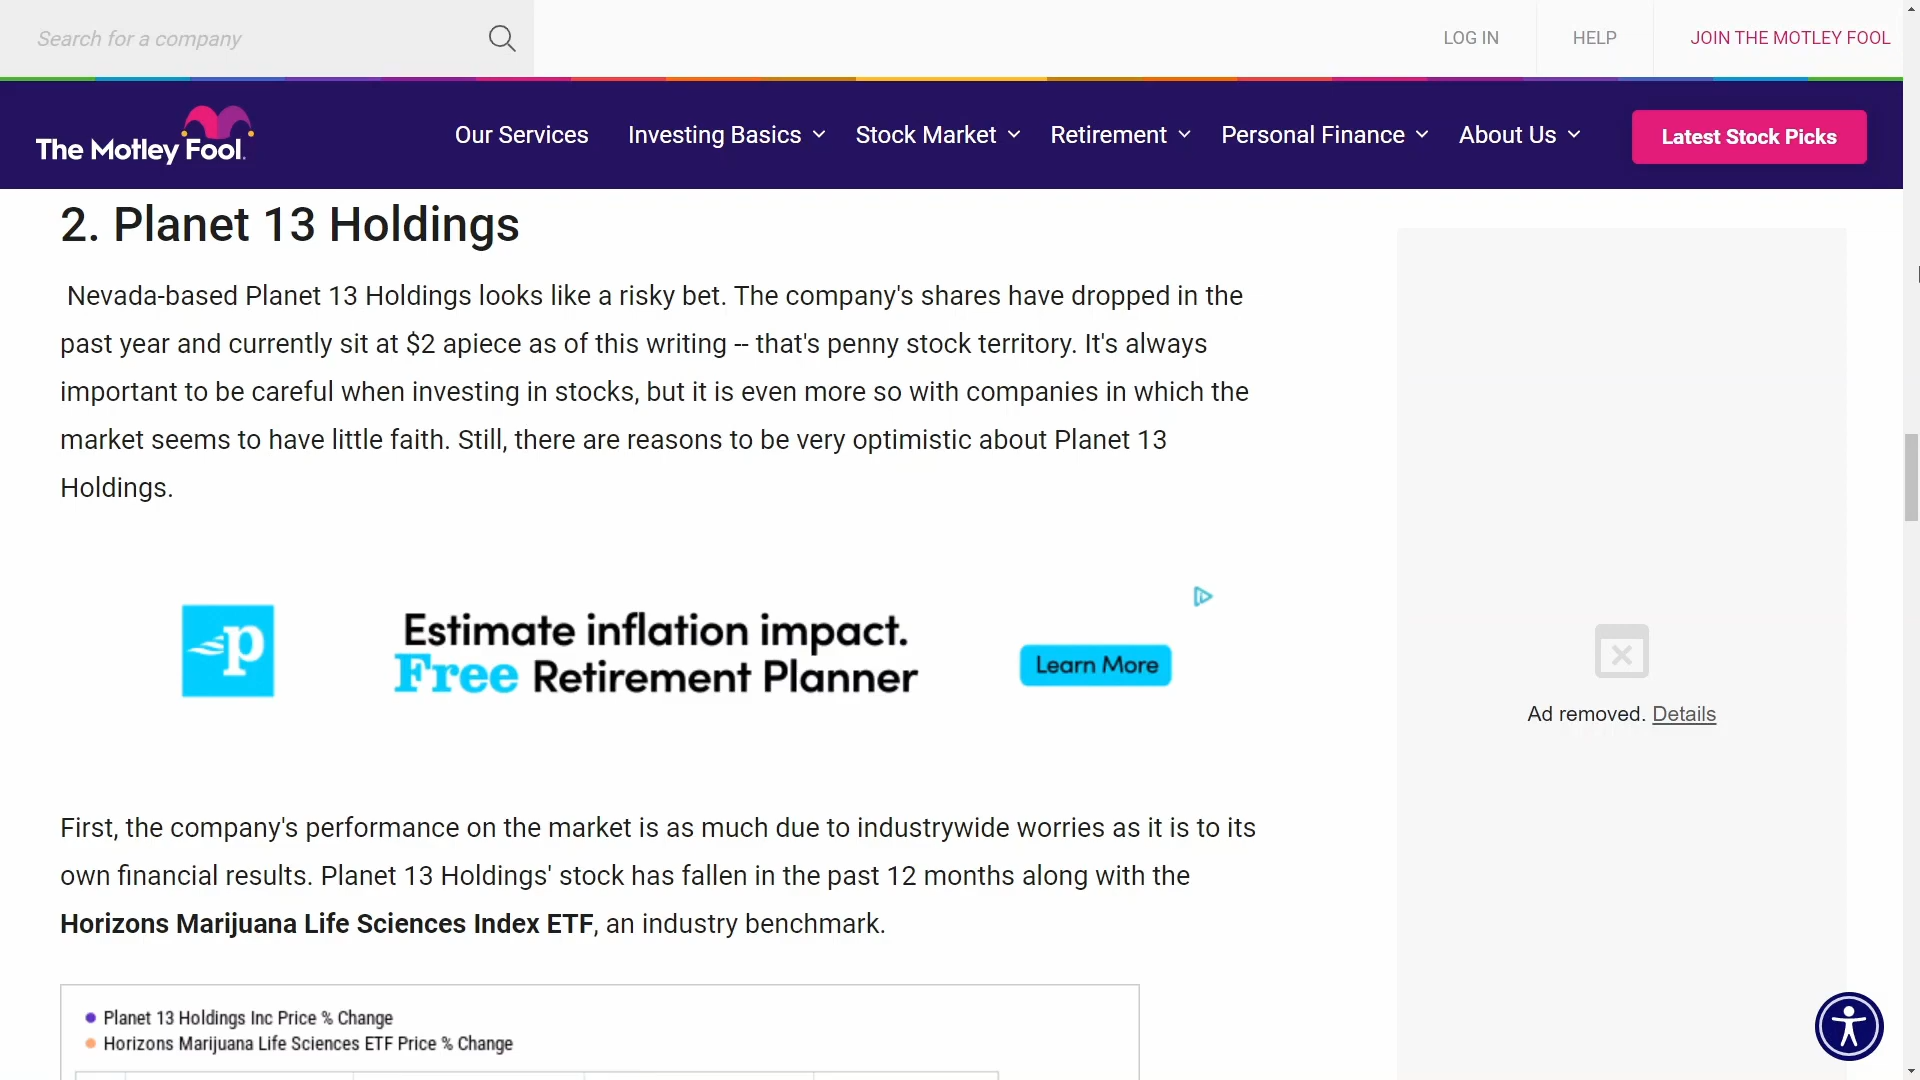 Search for a company
LOG IN
HELP
JOIN THE MOTLEY FOOL
The Motley Fool.
Our Services
Investing Basics
Stock Market
Retirement
Personal Finance
About Us
Latest Stock Picks
2. Planet 13 Holdings
Nevada-based Planet 13 Holdings looks like a risky bet. The company's shares have dropped in the
past year and currently sit at $2 apiece as of this writing -- that's penny stock territory. It's always
important to be careful when investing in stocks, but it is even more so with companies in which the
market seems to have little faith. Still, there are reasons to be very optimistic about Planet 13
Holdings.
p
Estimate inflation impact.
Free Retirement Planner
Learn More
Ad removed. Details
First, the company's performance on the market is as much due to industrywide worries as it is to its
own financial results. Planet 13 Holdings' stock has fallen in the past 12 months along with the
Horizons Marijuana Life Sciences Index ETF, an industry benchmark.
Planet 13 Holdings Inc Price % Change
Horizons Marijuana Life Sciences ETF Price % Change